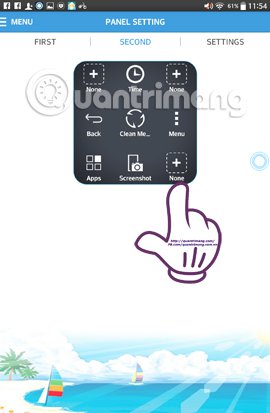 61% 11:54
MENU PANEL SETTING
FIRST SECOND SETTINGS
None Time None
Quantrimang
Back Clean Me... Menu
Apps Screenshot None
http://quantrimang.com/
FB.com/quantrimang.com.vn